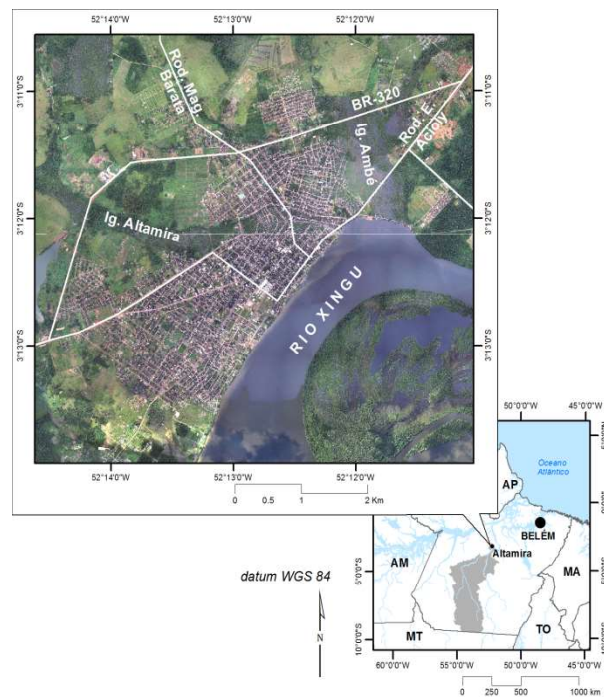 52°14'0"W 52°13'0"W 52°12'0"W
3°11'0"S 3°11'0"S
Rod. Mag.
Barata
BR-320
Rod. E.
Acioly
Ig. Ambé
3°12'0"S 3°12'0"S
Ig. Altamira
RIO XINGU
3°13'0"S 3°13'0"S
52°14'0"W 52°13'0"W 52°12'0"W
0 0.5 1 2 Km
50°0'0"W 45°0'0"W
Oceano
Atlântico
AP
BELÉM
Altamira
datum WGS 84
AM
MA
5°0'0"S
N
MT
TO
10°0'0"S
60°0'0"W 55°0'0"W 50°0'0"W 45°0'0"W
0 250 500 1000 km